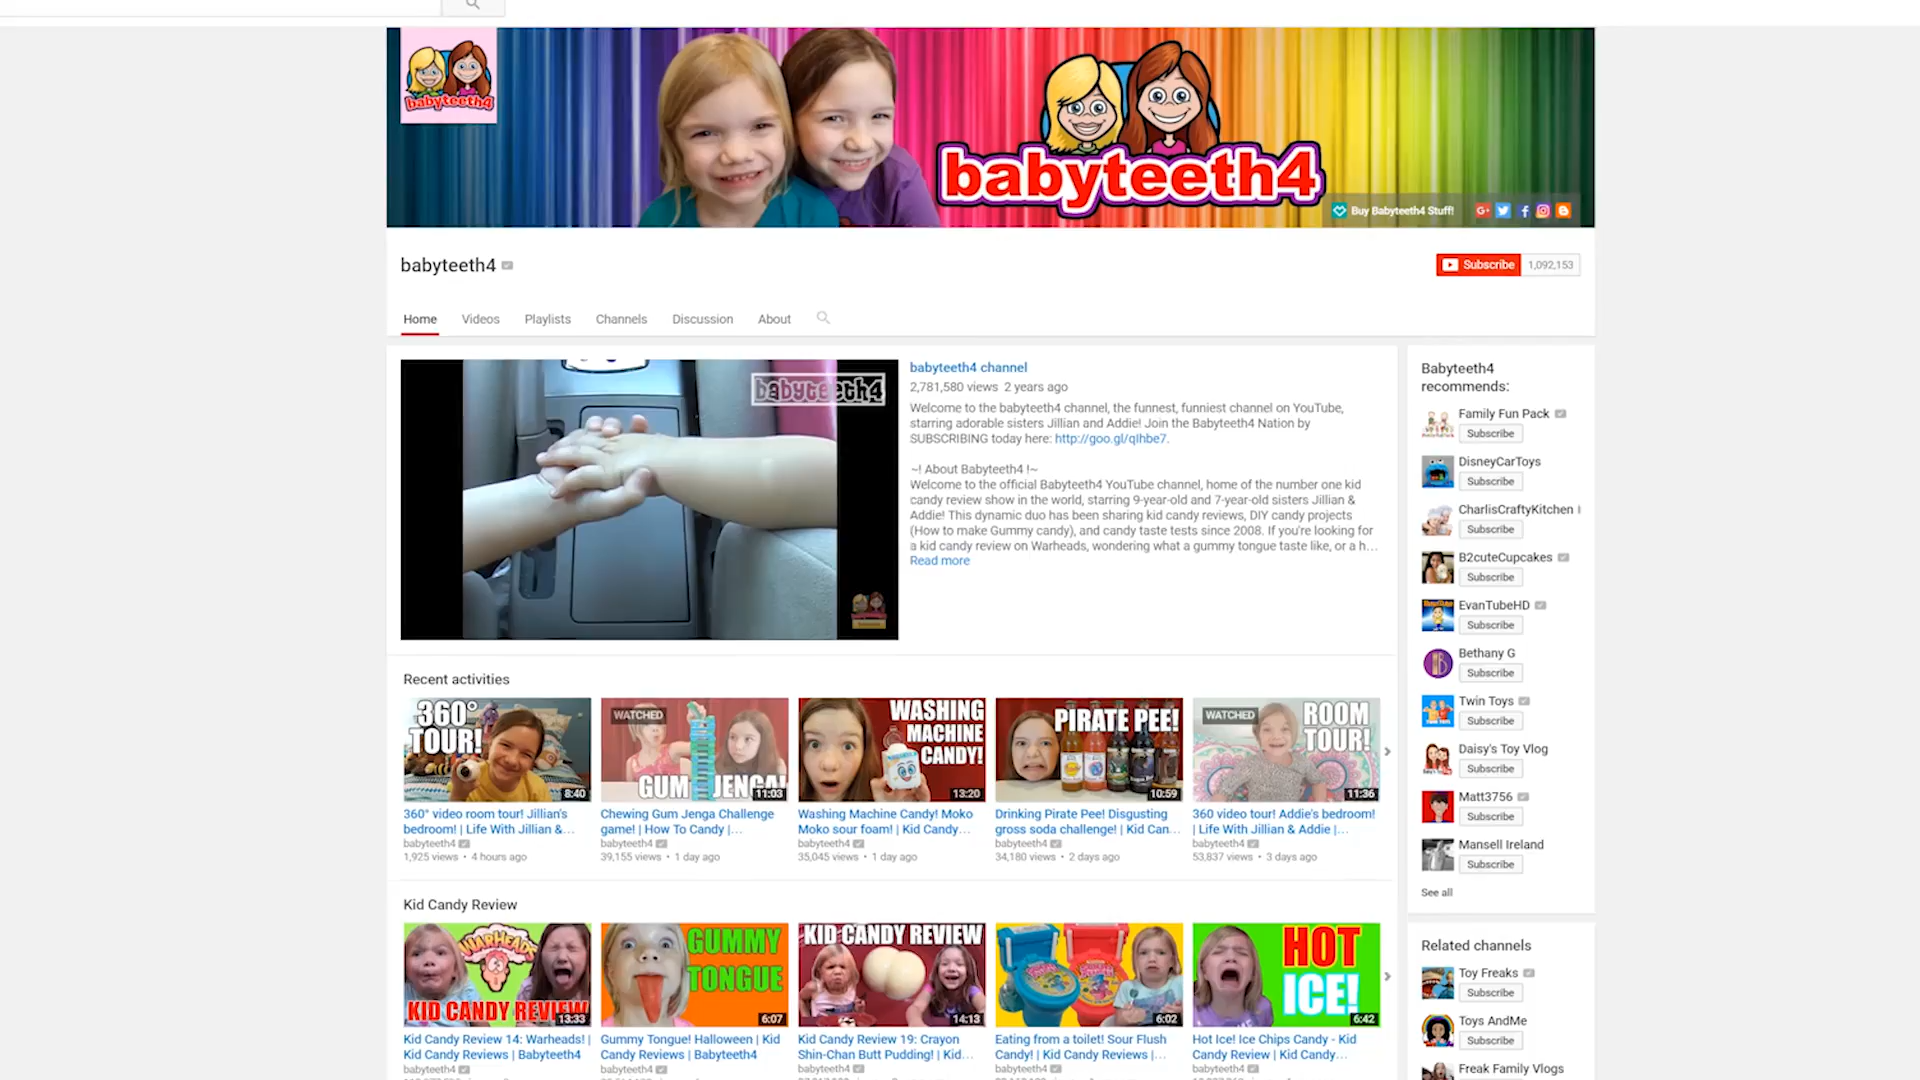 babyteeth4
babyteeth4
Buy Babyteeth4 Stuff!
babyteeth4
Subscribe 1,092,153
Home Videos Playlists Channels Discussion About
babyteeth4
babyteeth4 channel
2,781,580 views 2 years ago
Welcome to the babyteeth4 channel, the funnest, funniest channel on YouTube,
starring adorable sisters Jillian and Addie! Join the Babyteeth4 Nation by
SUBSCRIBING today here: http://goo.gl/qIhbe7.
~! About Babyteeth4 !~
Welcome to the official Babyteeth4 YouTube channel, home of the number one kid
candy review show in the world, starring 9-year-old and 7-year-old sisters Jillian &
Addie! This dynamic duo has been sharing kid candy reviews, DIY candy projects
(How to make Gummy candy), and candy taste tests since 2008. If you're looking for
a kid candy review on Warheads, wondering what a gummy tongue taste like, or a h...
Read more
Babyteeth4
recommends:
Family Fun Pack
Subscribe
DisneyCarToys
Subscribe
CharlisCraftyKitchen
Subscribe
B2cuteCupcakes
Subscribe
EvanTubeHD
Subscribe
Bethany G
Subscribe
Twin Toys
Subscribe
Daisy's Toy Vlog
Subscribe
Matt3756
Subscribe
Mansell Ireland
Subscribe
See all
Recent activities
360°
TOUR!
8:40
WATCHED
GUM JENGA!
11:03
WASHING
MACHINE
CANDY!
13:20
PIRATE PEE!
10:59
WATCHED
ROOM
TOUR!
11:36
360° video room tour! Jillian's
bedroom! | Life With Jillian &...
babyteeth4
1,925 views • 4 hours ago
Chewing Gum Jenga Challenge
game! | How To Candy |...
babyteeth4
39,155 views • 1 day ago
Washing Machine Candy! Moko
Moko sour foam! | Kid Candy...
babyteeth4
35,045 views • 1 day ago
Drinking Pirate Pee! Disgusting
gross soda challenge! | Kid Can...
babyteeth4
34,180 views • 2 days ago
360 video tour! Addie's bedroom!
| Life With Jillian & Addie |...
babyteeth4
53,837 views • 3 days ago
Kid Candy Review
WARHEADS
KID CANDY REVIEW
13:33
GUMMY
TONGUE
6:07
KID CANDY REVIEW
14:13
6:02
HOT
ICE!
6:42
Kid Candy Review 14: Warheads! |
Kid Candy Reviews | Babyteeth4
babyteeth4
Gummy Tongue! Halloween | Kid
Candy Reviews | Babyteeth4
babyteeth4
Kid Candy Review 19: Crayon
Shin-Chan Butt Pudding! | Kid...
babyteeth4
Eating from a toilet! Sour Flush
Candy! | Kid Candy Reviews |...
babyteeth4
Hot Ice! Ice Chips Candy - Kid
Candy Review | Kid Candy...
babyteeth4
Related channels
Toy Freaks
Subscribe
Toys AndMe
Subscribe
Freak Family Vlogs